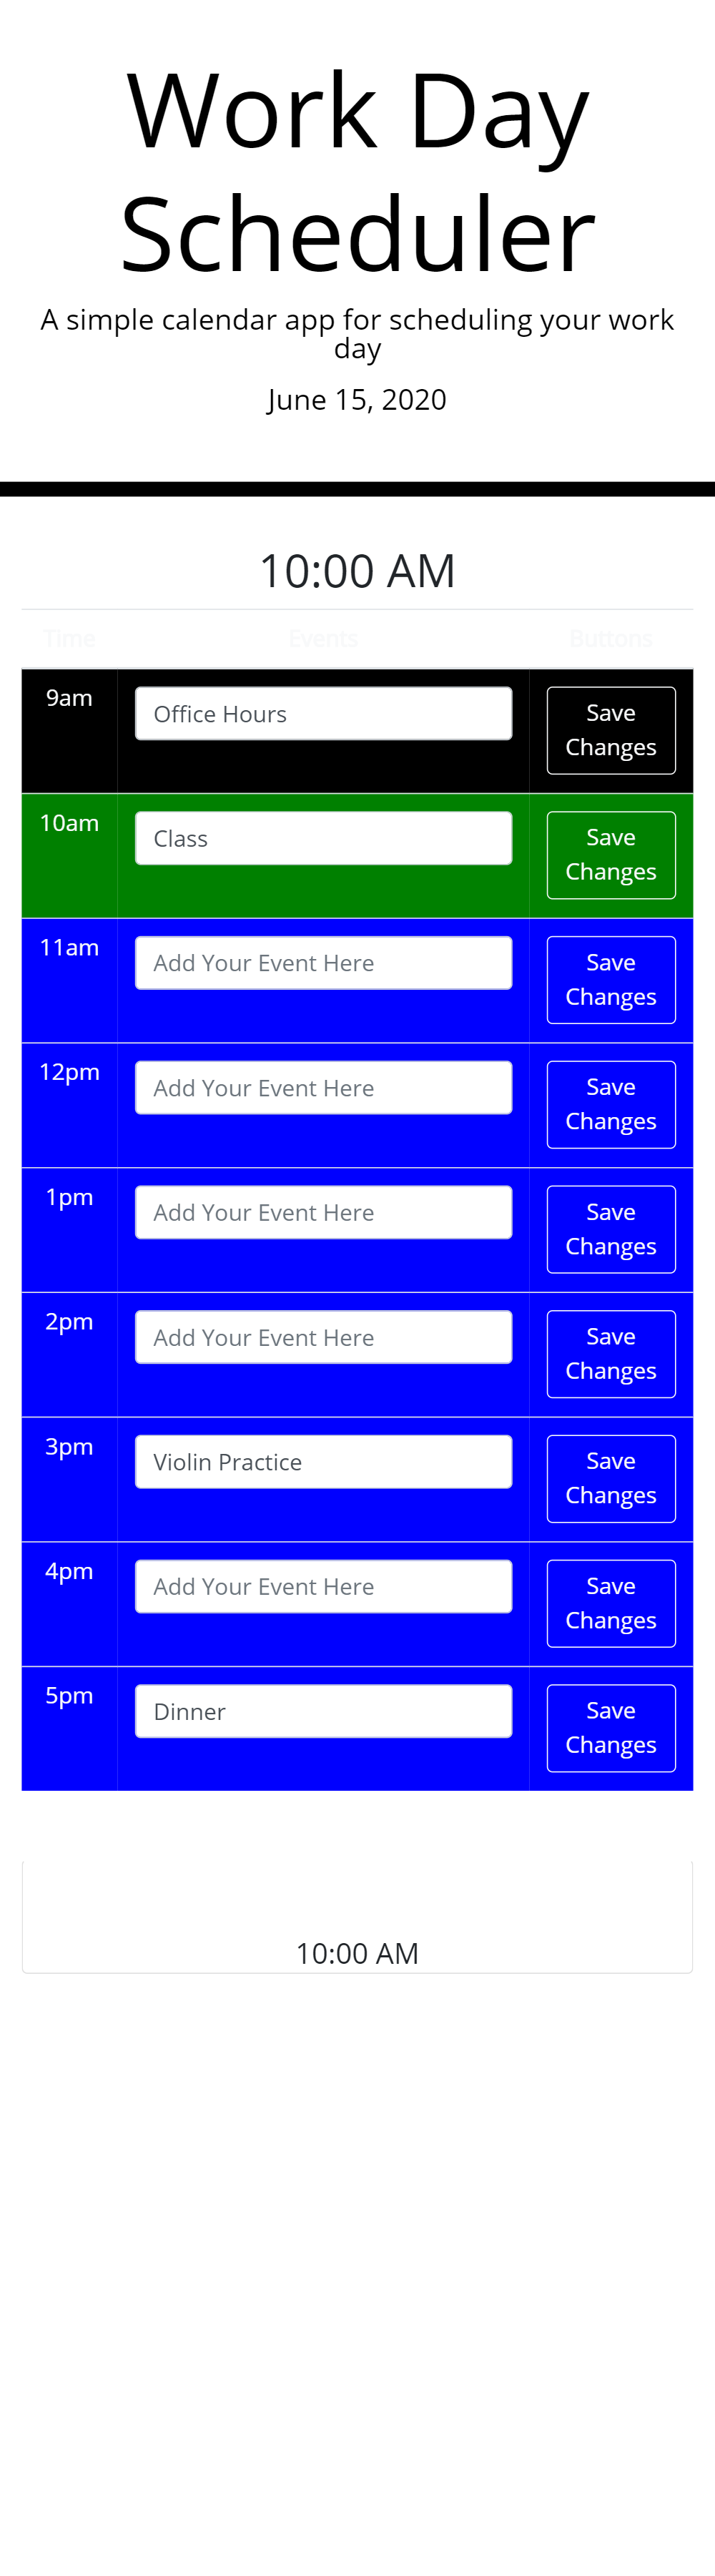 Work Day
Scheduler
A simple calendar app for scheduling your work
day
June 15, 2020
10:00 AM
Time Events Buttons
9am Office Hours Save
Changes
10am Class Save
Changes
11am Add Your Event Here Save
Changes
12pm Add Your Event Here Save
Changes
1pm Add Your Event Here Save
Changes
2pm Add Your Event Here Save
Changes
3pm Violin Practice Save
Changes
4pm Add Your Event Here Save
Changes
5pm Dinner Save
Changes
10:00 AM